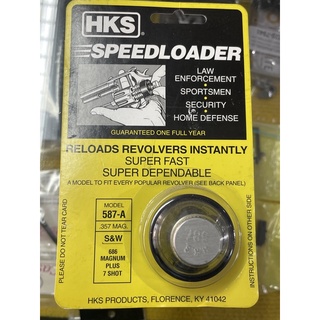 HKS
SPEEDLOADER
LAW
ENFORCEMENT
SPORTSMEN
SECURITY
HOME DEFENSE
GUARANTEED ONE FULL YEAR
RELOADS REVOLVERS INSTANTLY
SUPER FAST
SUPER DEPENDABLE
A MODEL TO FIT EVERY POPULAR REVOLVER (SEE BACK PANEL)
MODEL
587-A
.357 MAG.
S&W
686
MAGNUM
PLUS
7 SHOT
PLEASE DO NOT TEAR CARD
INSTRUCTIONS ON OTHER SIDE
HKS PRODUCTS, FLORENCE, KY 41042